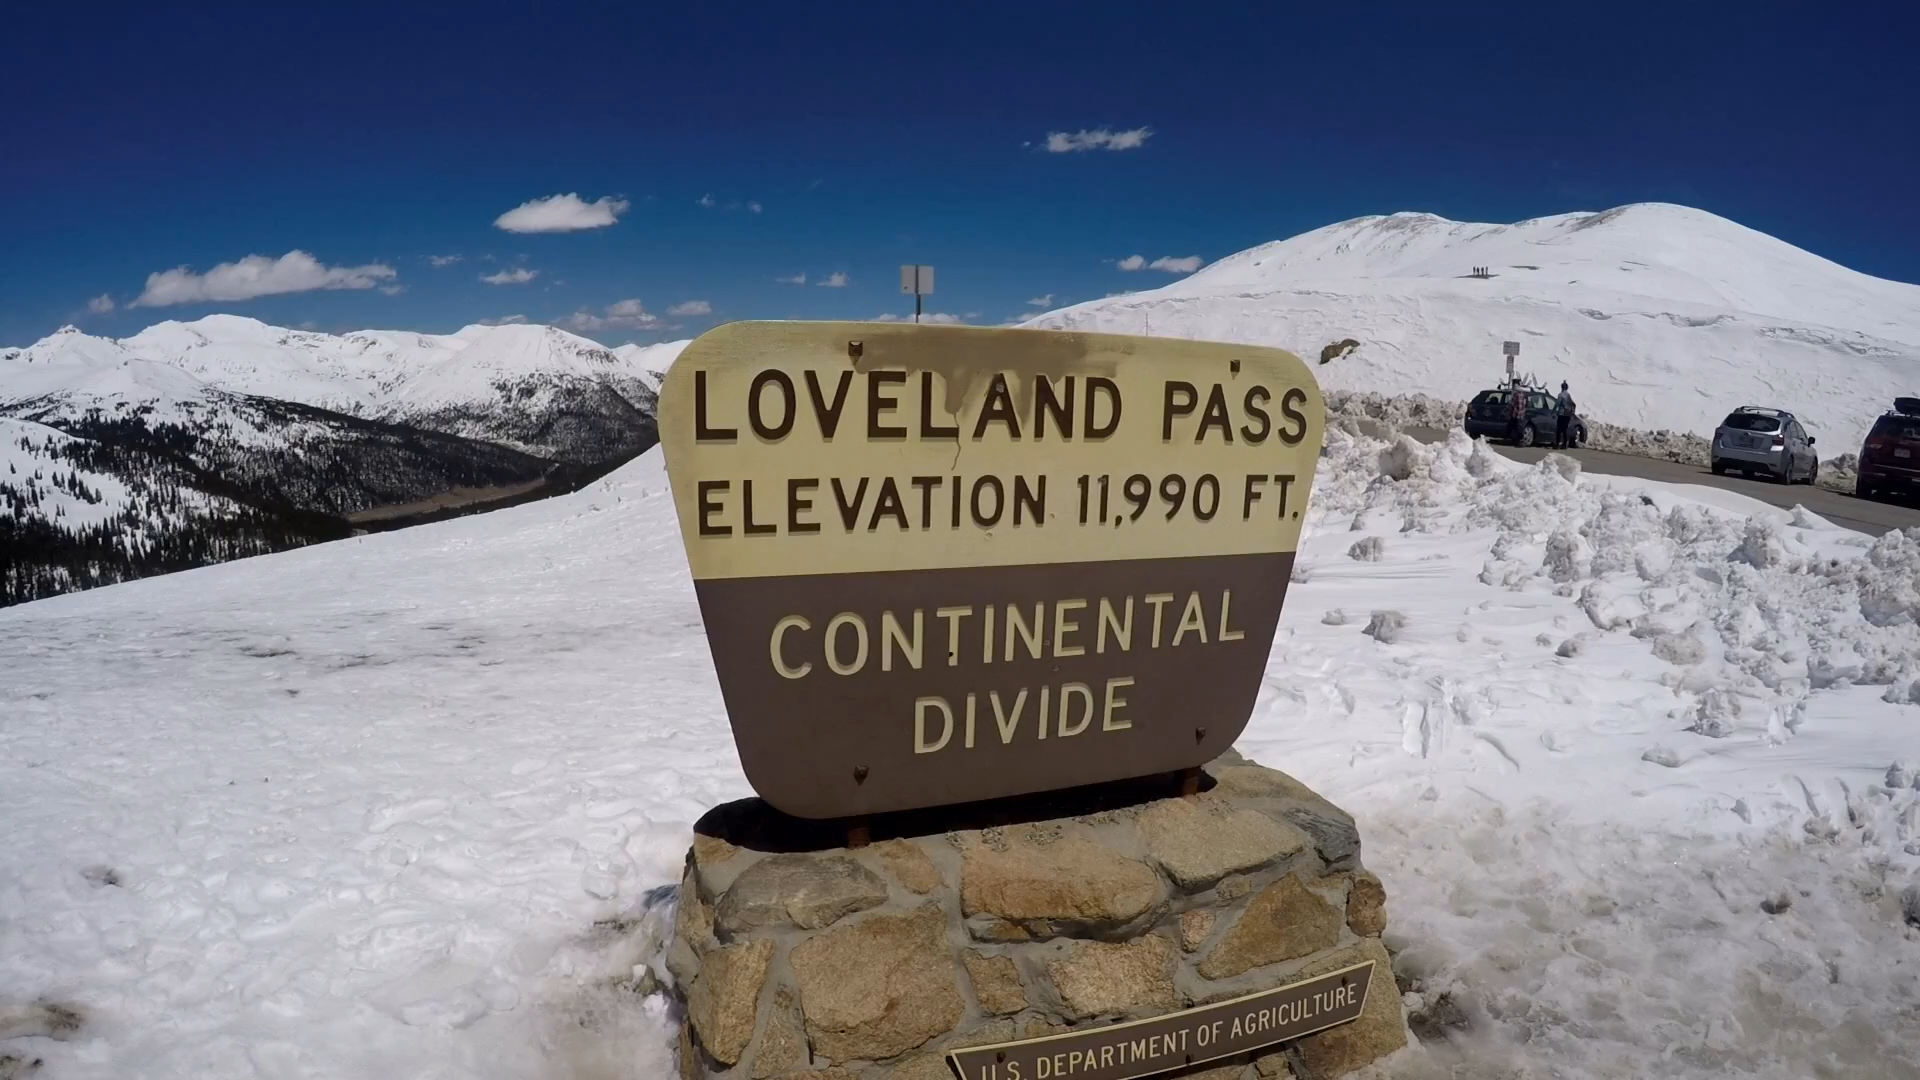 LOVELAND PASS
ELEVATION 11,990 FT.
CONTINENTAL
DIVIDE
U.S. DEPARTMENT OF AGRICULTURE